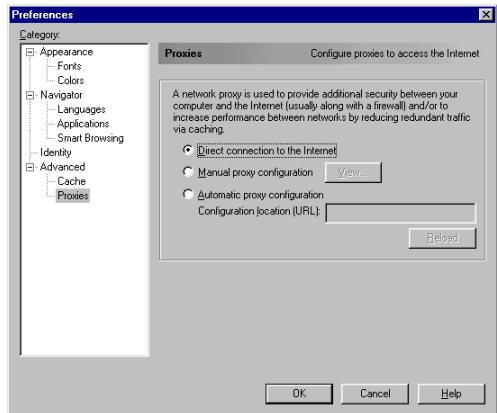 Preferences
Category:
Appearance
Fonts
Colors
Navigator
Languages
Applications
Smart Browsing
Identity
Advanced
Cache
Proxies
Proxies Configure proxies to access the Internet
A network proxy is used to provide additional security between your
computer and the Internet (usually along with a firewall) and/or to
increase performance between networks by reducing redundant traffic
via caching.
Direct connection to the Internet
Manual proxy configuration View...
Automatic proxy configuration
Configuration location (URL):
Reload
OK Cancel Help